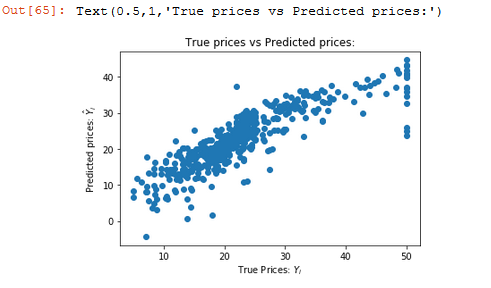 Out[65]: Text(0.5,1,'True prices vs Predicted prices:')
True prices vs Predicted prices:
40
30
20
10
0
Predicted prices: Ŷᵢ
10 20 30 40 50
True Prices: Yᵢ